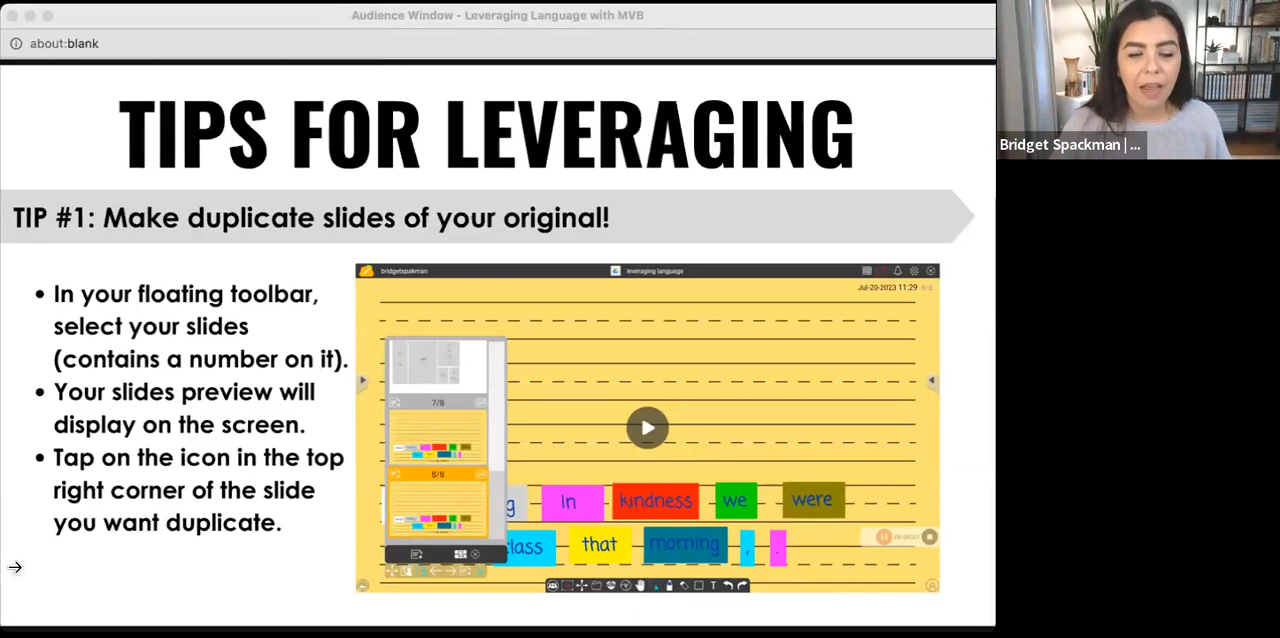 Audience Window - Leveraging Language with MVB
about:blank
Bridget Spackman | ...
TIPS FOR LEVERAGING
TIP #1: Make duplicate slides of your original!
• In your floating toolbar,
select your slides
(contains a number on it).
• Your slides preview will
display on the screen.
• Tap on the icon in the top
right corner of the slide
you want duplicate.
bridgetspakman
leveraging language
Jul-20-2023 11:29
7/8
8/8
g In kindness we were
class that morning , .